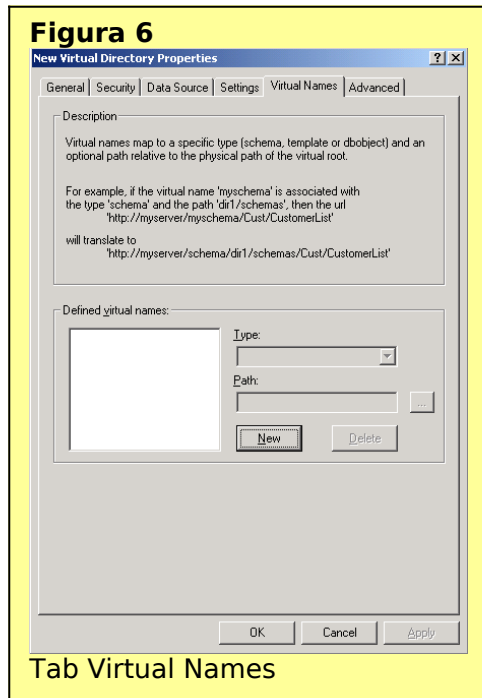 Figura 6
New Virtual Directory Properties
General Security Data Source Settings Virtual Names Advanced
Description
Virtual names map to a specific type (schema, template or dbobject) and an
optional path relative to the physical path of the virtual root.
For example, if the virtual name 'myschema' is associated with
the type 'schema' and the path 'dir1/schemas', then the url
'http://myserver/myschema/Cust/CustomerList'
will translate to
'http://myserver/schema/dir1/schemas/Cust/CustomerList'
Defined virtual names:
Type:
Path:
...
New Delete
OK Cancel Apply
Tab Virtual Names